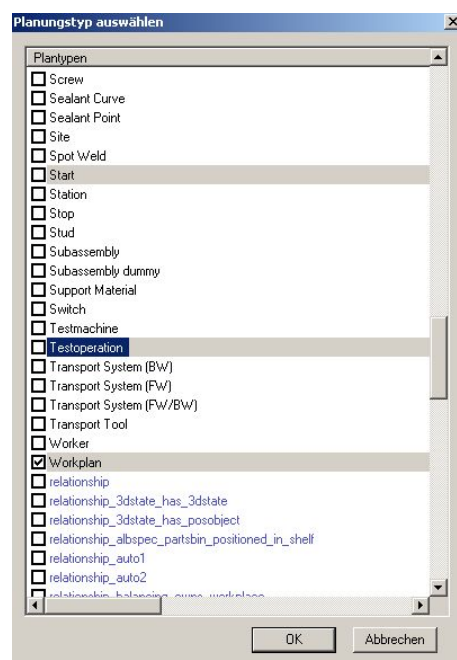 Planungstyp auswählen
Plantypen
Screw
Sealant Curve
Sealant Point
Site
Spot Weld
Start
Station
Stop
Stud
Subassembly
Subassembly dummy
Support Material
Switch
Testmachine
Testoperation
Transport System (BW)
Transport System (FW)
Transport System (FW/BW)
Transport Tool
Worker
Workplan
relationship
relationship_3dstate_has_3dstate
relationship_3dstate_has_posobject
relationship_albspec_partsbin_positioned_in_shelf
relationship_auto1
relationship_auto2
OK Abbrechen